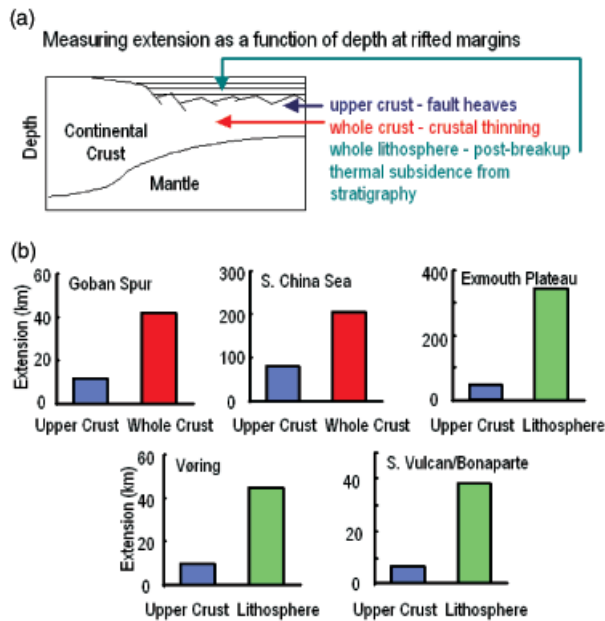 (a)
Measuring extension as a function of depth at rifted margins
Depth
Continental
Crust
Mantle
upper crust - fault heaves
whole crust - crustal thinning
whole lithosphere - post-breakup
thermal subsidence from
stratigraphy
(b)
Extension (km)
60
40
20
0
Goban Spur
Upper Crust Whole Crust
300
200
100
0
S. China Sea
Upper Crust Whole Crust
400
200
0
Exmouth Plateau
Upper Crust Lithosphere
Extension (km)
60
40
20
0
Vøring
Upper Crust Lithosphere
40
20
0
S. Vulcan/Bonaparte
Upper Crust Lithosphere